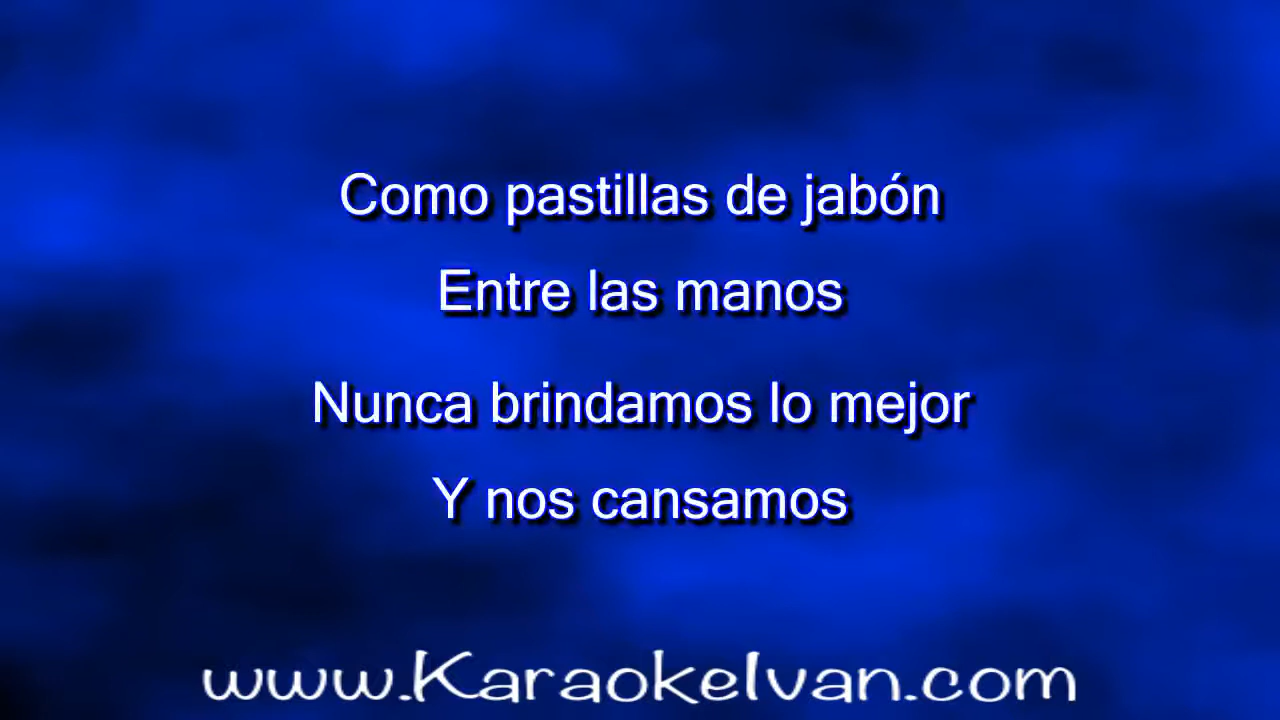 Como pastillas de jabón
Entre las manos
Nunca brindamos lo mejor
Y nos cansamos
www.KaraokeIvan.com